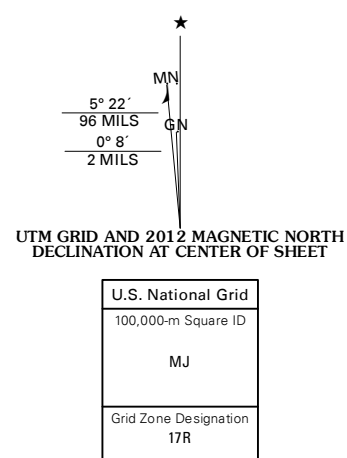 ★
MN
5° 22´
96 MILS
GN
0° 8´
2 MILS
UTM GRID AND 2012 MAGNETIC NORTH
DECLINATION AT CENTER OF SHEET
U.S. National Grid
100,000-m Square ID
MJ
Grid Zone Designation
17R